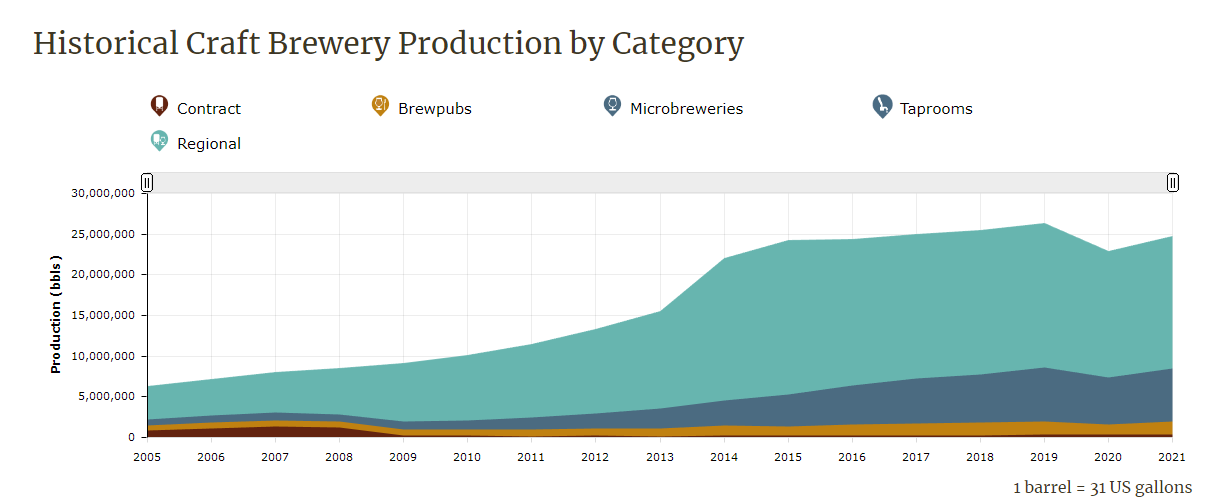 Historical Craft Brewery Production by Category
Contract Brewpubs Microbreweries Taprooms
Regional
30,000,000
25,000,000
20,000,000
15,000,000
10,000,000
5,000,000
0
Production (bbls)
2005 2006 2007 2008 2009 2010 2011 2012 2013 2014 2015 2016 2017 2018 2019 2020 2021
1 barrel = 31 US gallons